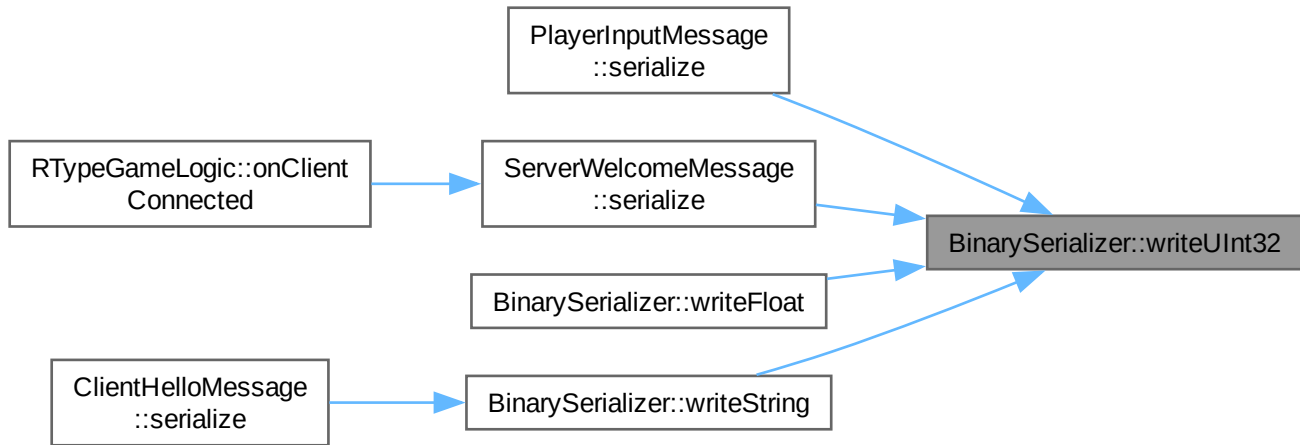 PlayerInputMessage
::serialize
RTypeGameLogic::onClient
Connected
ServerWelcomeMessage
::serialize
BinarySerializer::writeUInt32
BinarySerializer::writeFloat
ClientHelloMessage
::serialize
BinarySerializer::writeString